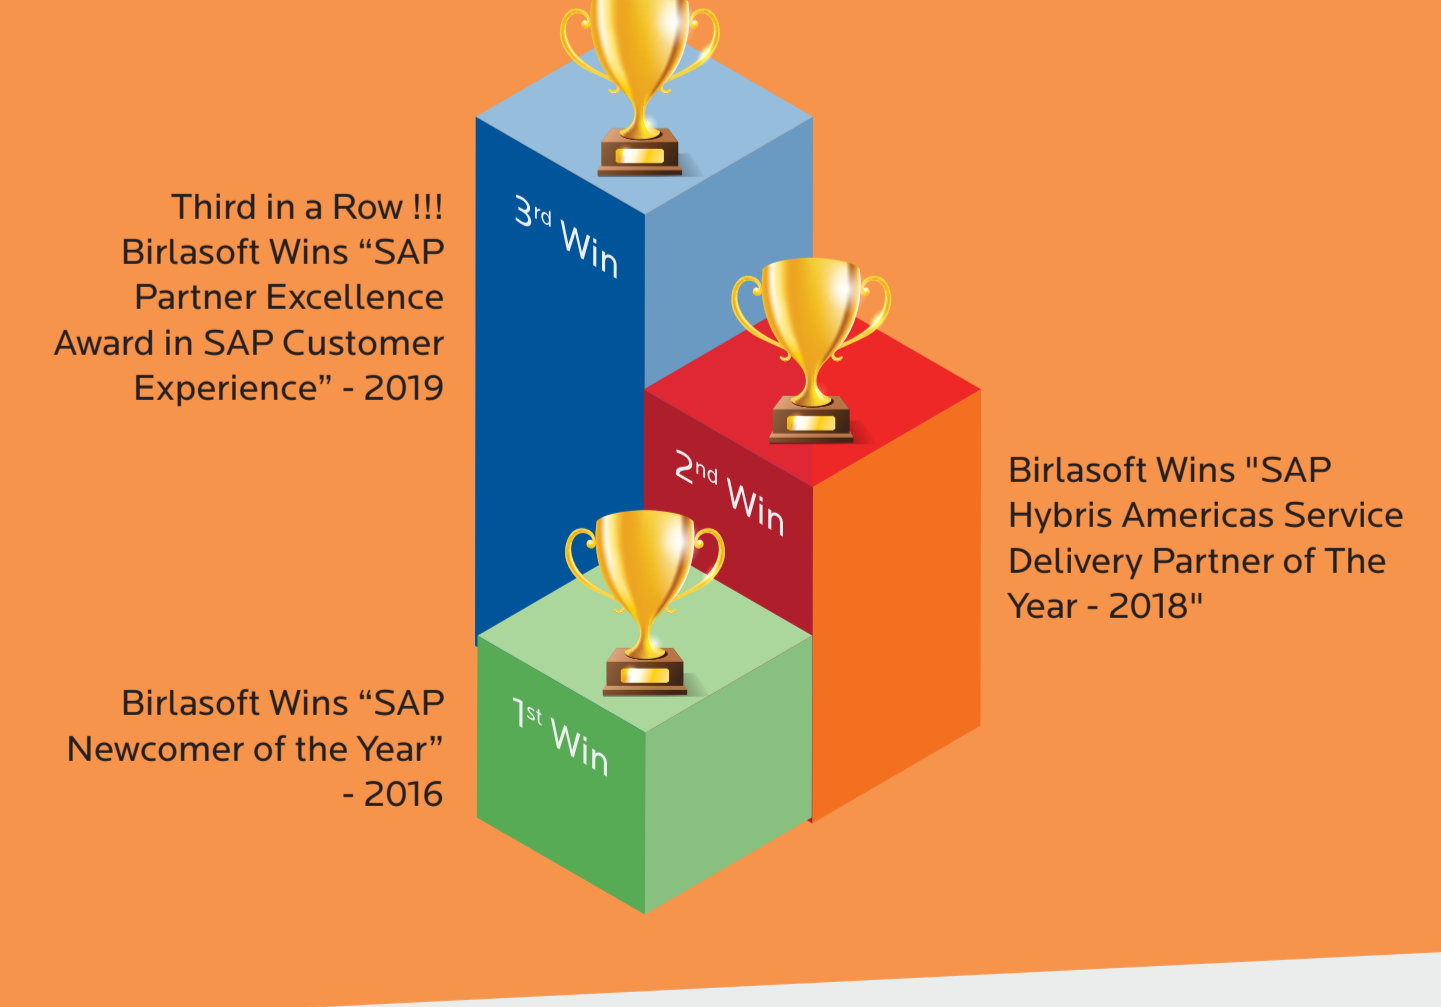 Third in a Row !!!
Birlasoft Wins “SAP
Partner Excellence
Award in SAP Customer
Experience” - 2019
3rd Win
2nd Win
Birlasoft Wins "SAP
Hybris Americas Service
Delivery Partner of The
Year - 2018"
Birlasoft Wins “SAP
Newcomer of the Year”
- 2016
1st Win